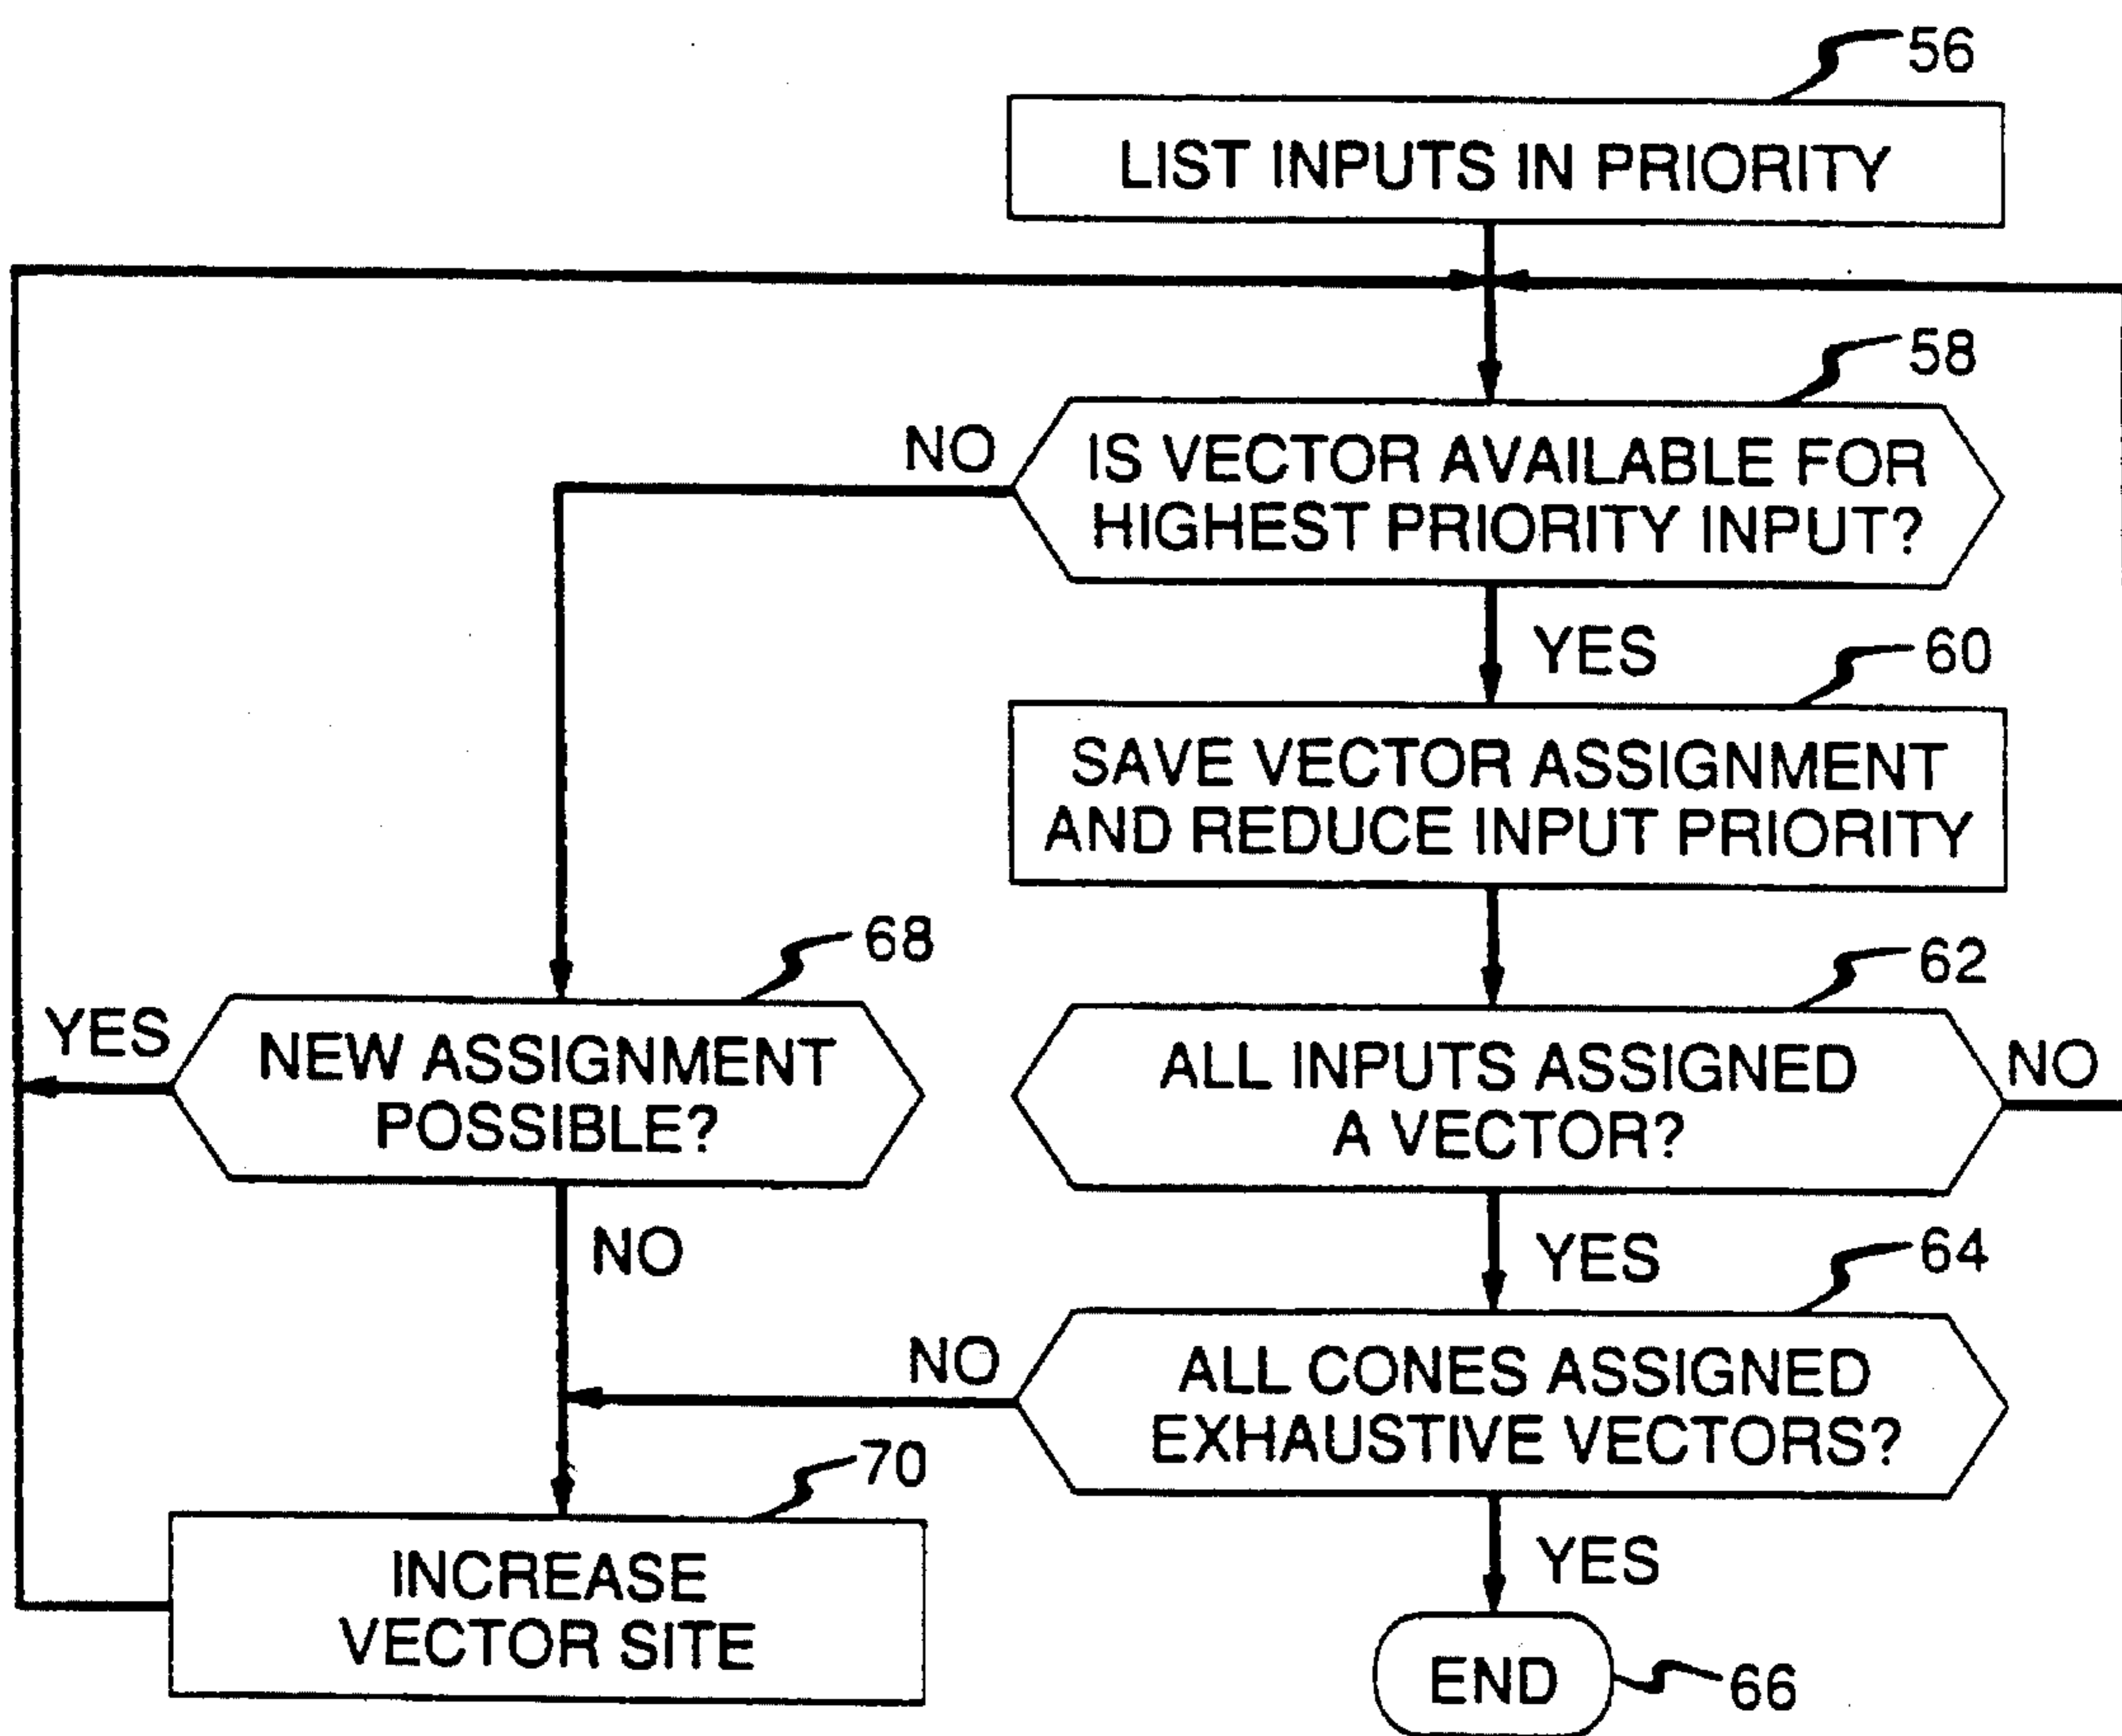 56
LIST INPUTS IN PRIORITY
58
NO
IS VECTOR AVAILABLE FOR
HIGHEST PRIORITY INPUT?
YES
60
SAVE VECTOR ASSIGNMENT
AND REDUCE INPUT PRIORITY
68
62
YES
NEW ASSIGNMENT
POSSIBLE?
ALL INPUTS ASSIGNED
A VECTOR?
NO
NO
YES
64
NO
ALL CONES ASSIGNED
EXHAUSTIVE VECTORS?
70
INCREASE
VECTOR SITE
YES
END
66